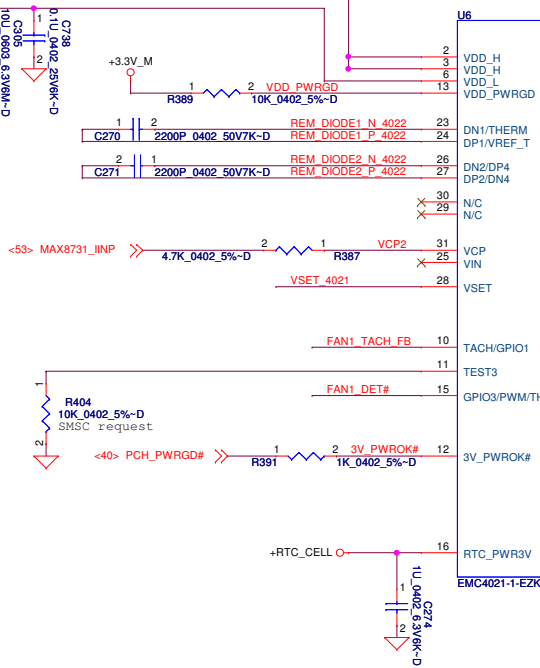 U6
C305
10U_0603_6.3V6M~D
1
C738
0.1U_0402_25V6K~D
2
2 VDD_H
3 VDD_H
6 VDD_L
+3.3V_M
1 R389 2 VDD_PWRGD 13 VDD_PWRGD
10K_0402_5%~D
1 2 REM_DIODE1_N_4022 23 DN1/THERM
C270 2200P_0402_50V7K~D REM_DIODE1_P_4022 24 DP1/VREF_T
2 1 REM_DIODE2_N_4022 26 DN2/DP4
C271 2200P_0402_50V7K~D REM_DIODE2_P_4022 27 DP2/DN4
30 N/C
29 N/C
<53> MAX8731_IINP 2 1 VCP2 31 VCP
4.7K_0402_5%~D R387 25 VIN
VSET_4021 28 VSET
FAN1_TACH_FB 10 TACH/GPIO1
11 TEST3
1
R404
10K_0402_5%~D
SMSC request
2
FAN1_DET# 15 GPIO3/PWM/TH
<40> PCH_PWRGD# 1 2 3V_PWROK# 12 3V_PWROK#
R391 1K_0402_5%~D
+RTC_CELL 16 RTC_PWR3V
EMC4021-1-EZK
1
C274
1U_0402_6.3V6K~D
2